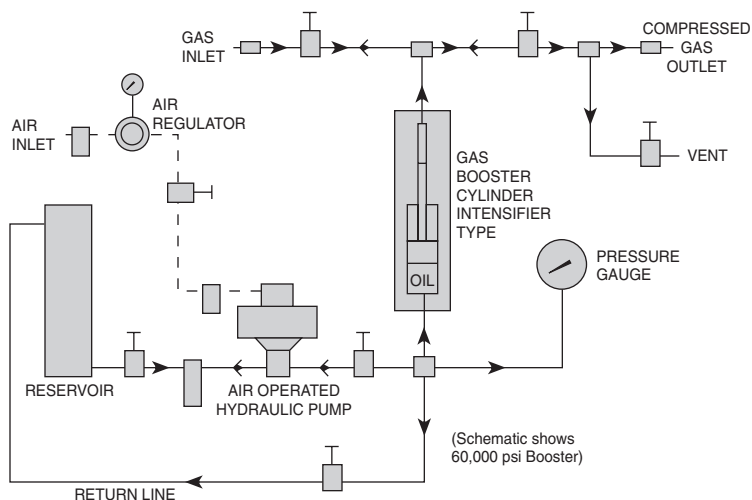 GAS
INLET
COMPRESSED
GAS
OUTLET
AIR
REGULATOR
AIR
INLET
VENT
GAS
BOOSTER
CYLINDER
INTENSIFIER
TYPE
PRESSURE
GAUGE
OIL
RESERVOIR
AIR OPERATED
HYDRAULIC PUMP
(Schematic shows
60,000 psi Booster)
RETURN LINE